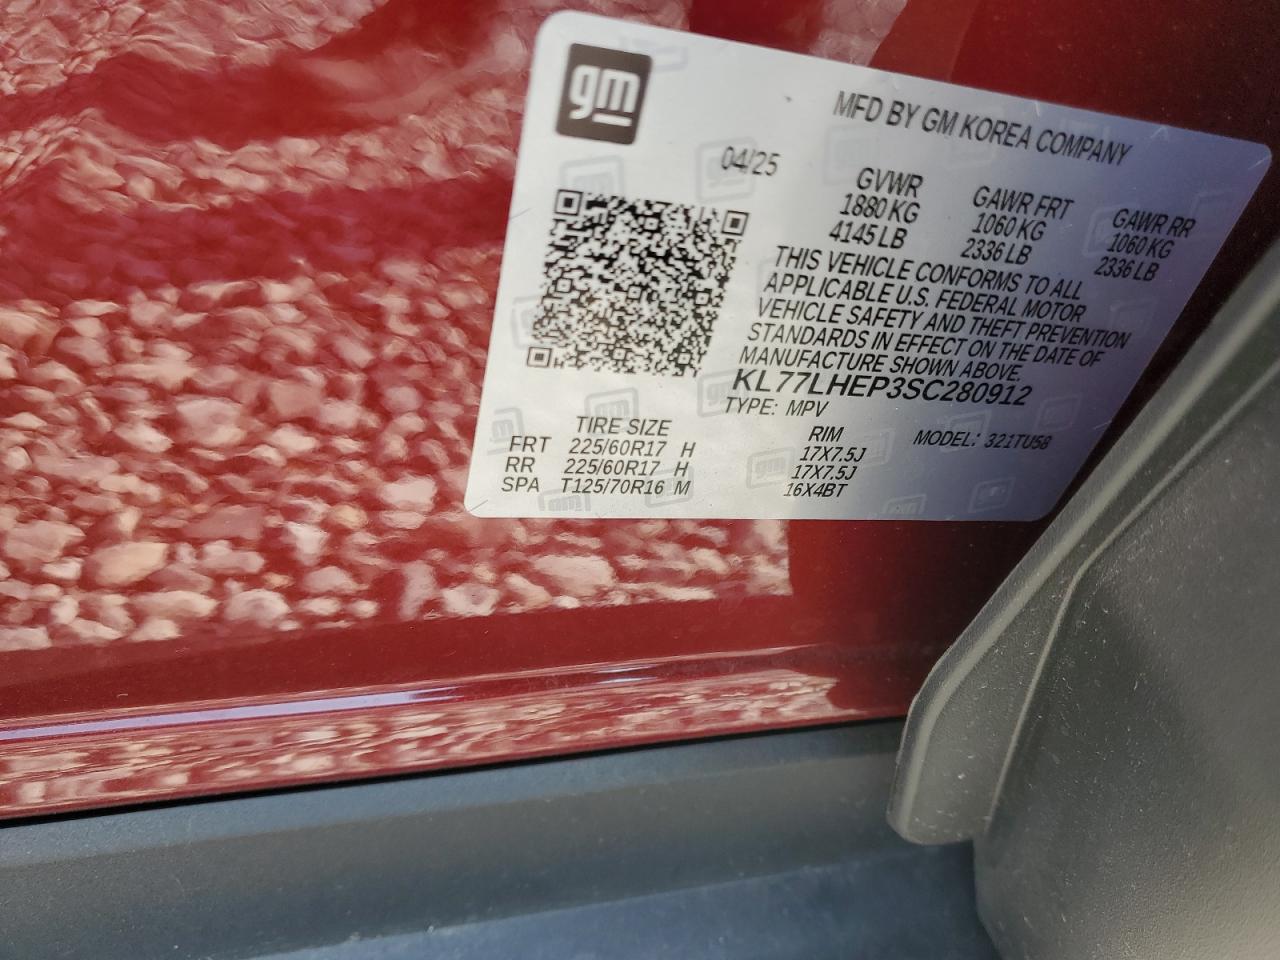 gm
MFD BY GM KOREA COMPANY
04/25
GVWR GAWR FRT GAWR RR
1880 KG 1060 KG 1060 KG
4145 LB 2336 LB 2336 LB
THIS VEHICLE CONFORMS TO ALL
APPLICABLE U.S. FEDERAL MOTOR
VEHICLE SAFETY AND THEFT PREVENTION
STANDARDS IN EFFECT ON THE DATE OF
MANUFACTURE SHOWN ABOVE.
KL77LHEP3SC280912
TYPE: MPV
TIRE SIZE RIM MODEL: 321TU58
FRT 225/60R17 H 17X7.5J
RR 225/60R17 H 17X7.5J
SPA T125/70R16 M 16X4BT